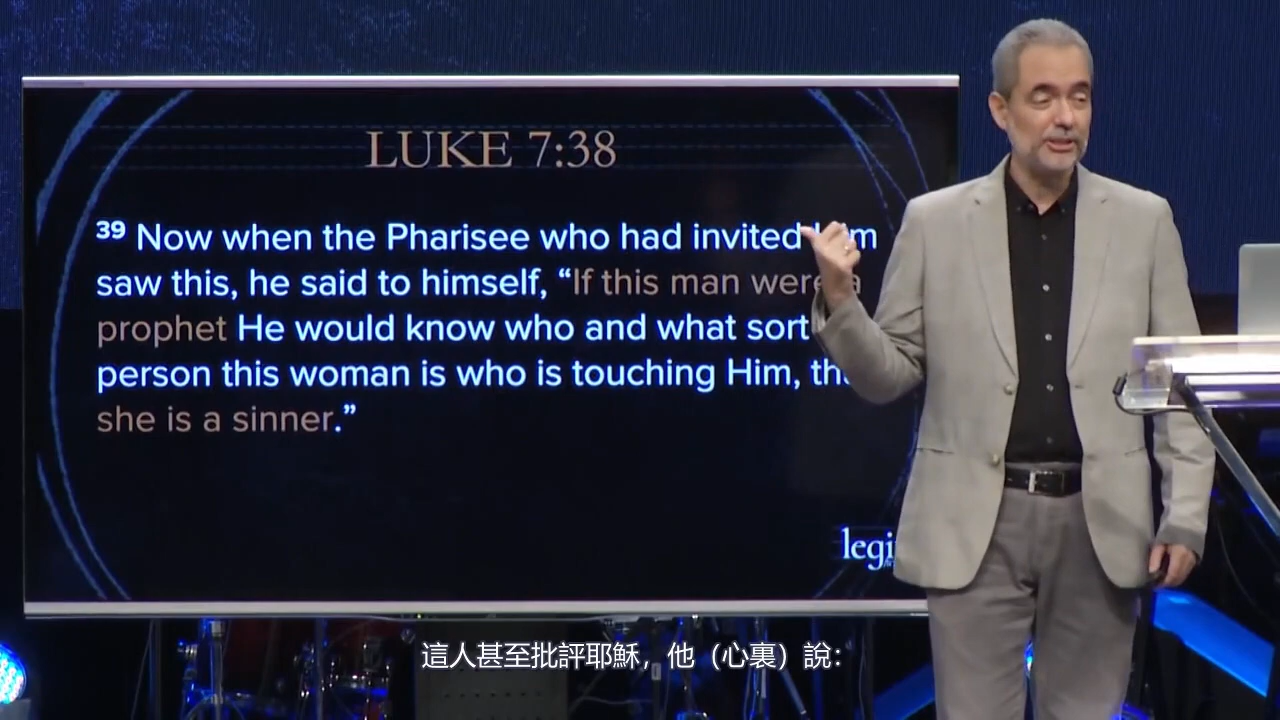 LUKE 7:38
39 Now when the Pharisee who had invited
saw this, he said to himself, “If this man were a
prophet He would know who and what sort
person this woman is who is touching Him,
she is a sinner.”
這人甚至批評耶穌，他（心裏）說：